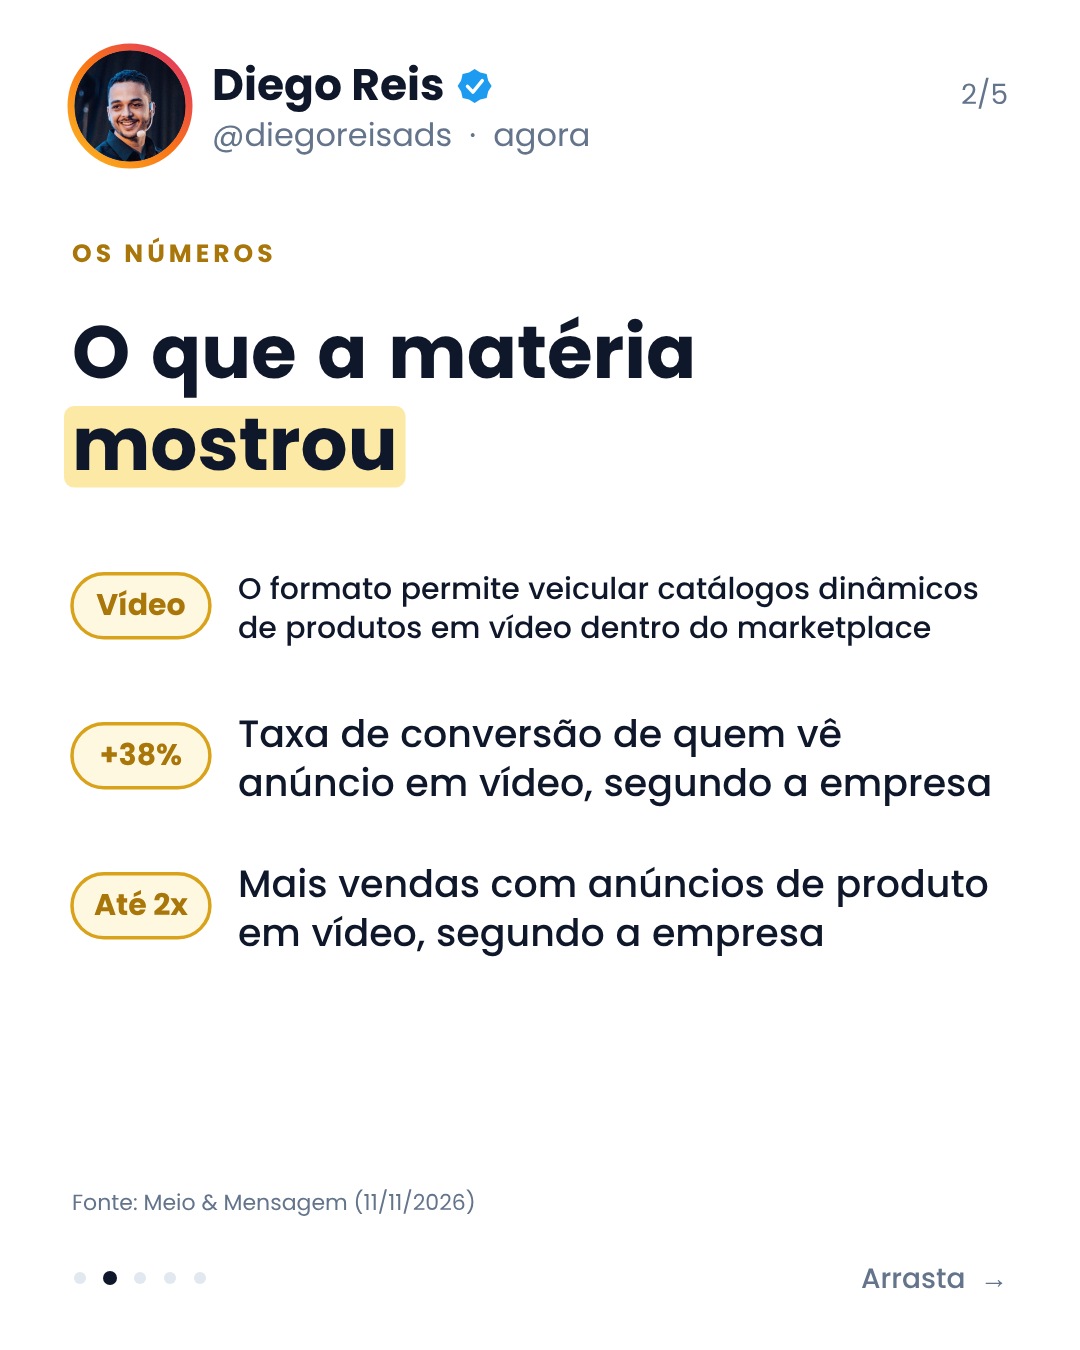 Diego Reis
@diegoreisads · agora
2/5
OS NÚMEROS
O que a matéria
mostrou
Vídeo
O formato permite veicular catálogos dinâmicos
de produtos em vídeo dentro do marketplace
+38%
Taxa de conversão de quem vê
anúncio em vídeo, segundo a empresa
Até 2x
Mais vendas com anúncios de produto
em vídeo, segundo a empresa
Fonte: Meio & Mensagem (11/11/2026)
Arrasta →